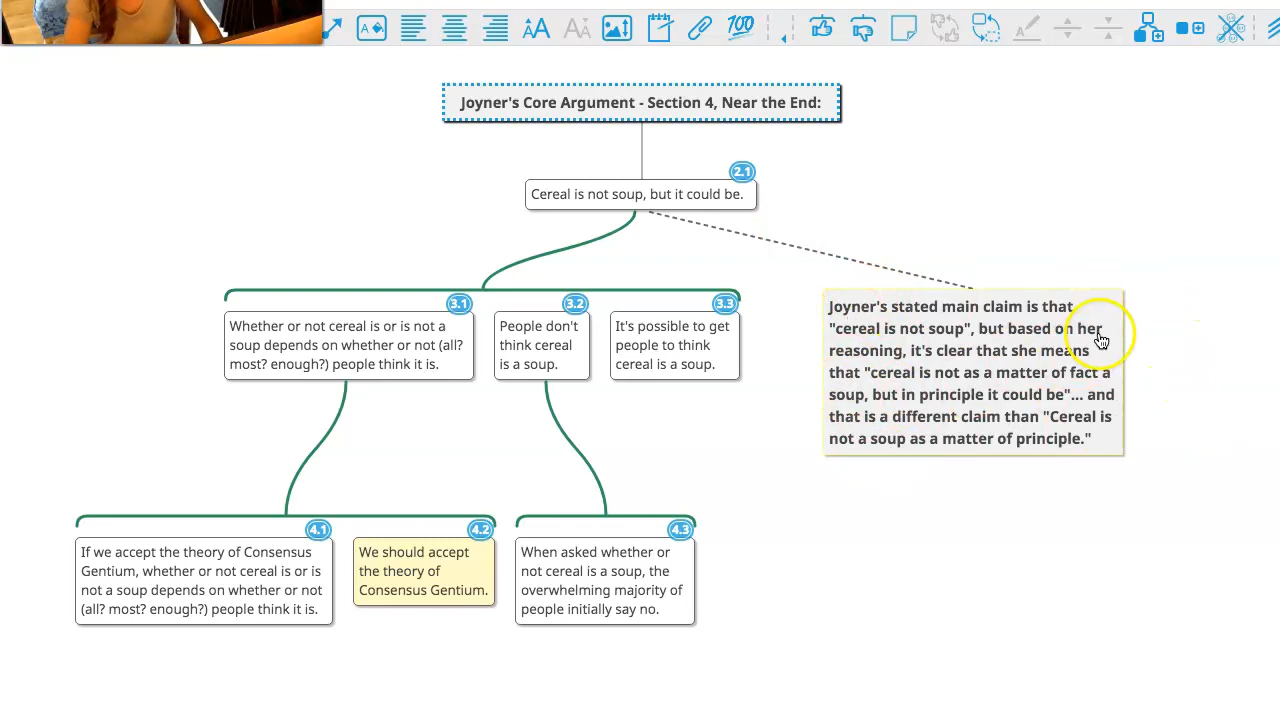 100
Joyner's Core Argument - Section 4, Near the End:
2.1
Cereal is not soup, but it could be.
3.1
Whether or not cereal is or is not a
soup depends on whether or not (all?
most? enough?) people think it is.
3.2
People don't
think cereal
is a soup.
3.3
It's possible to get
people to think
cereal is a soup.
Joyner's stated main claim is that
"cereal is not soup", but based on her
reasoning, it's clear that she means
that "cereal is not as a matter of fact a
soup, but in principle it could be"... and
that is a different claim than "Cereal is
not a soup as a matter of principle."
4.1
If we accept the theory of Consensus
Gentium, whether or not cereal is or is
not a soup depends on whether or not
(all? most? enough?) people think it is.
4.2
We should accept
the theory of
Consensus Gentium.
4.3
When asked whether or
not cereal is a soup, the
overwhelming majority of
people initially say no.